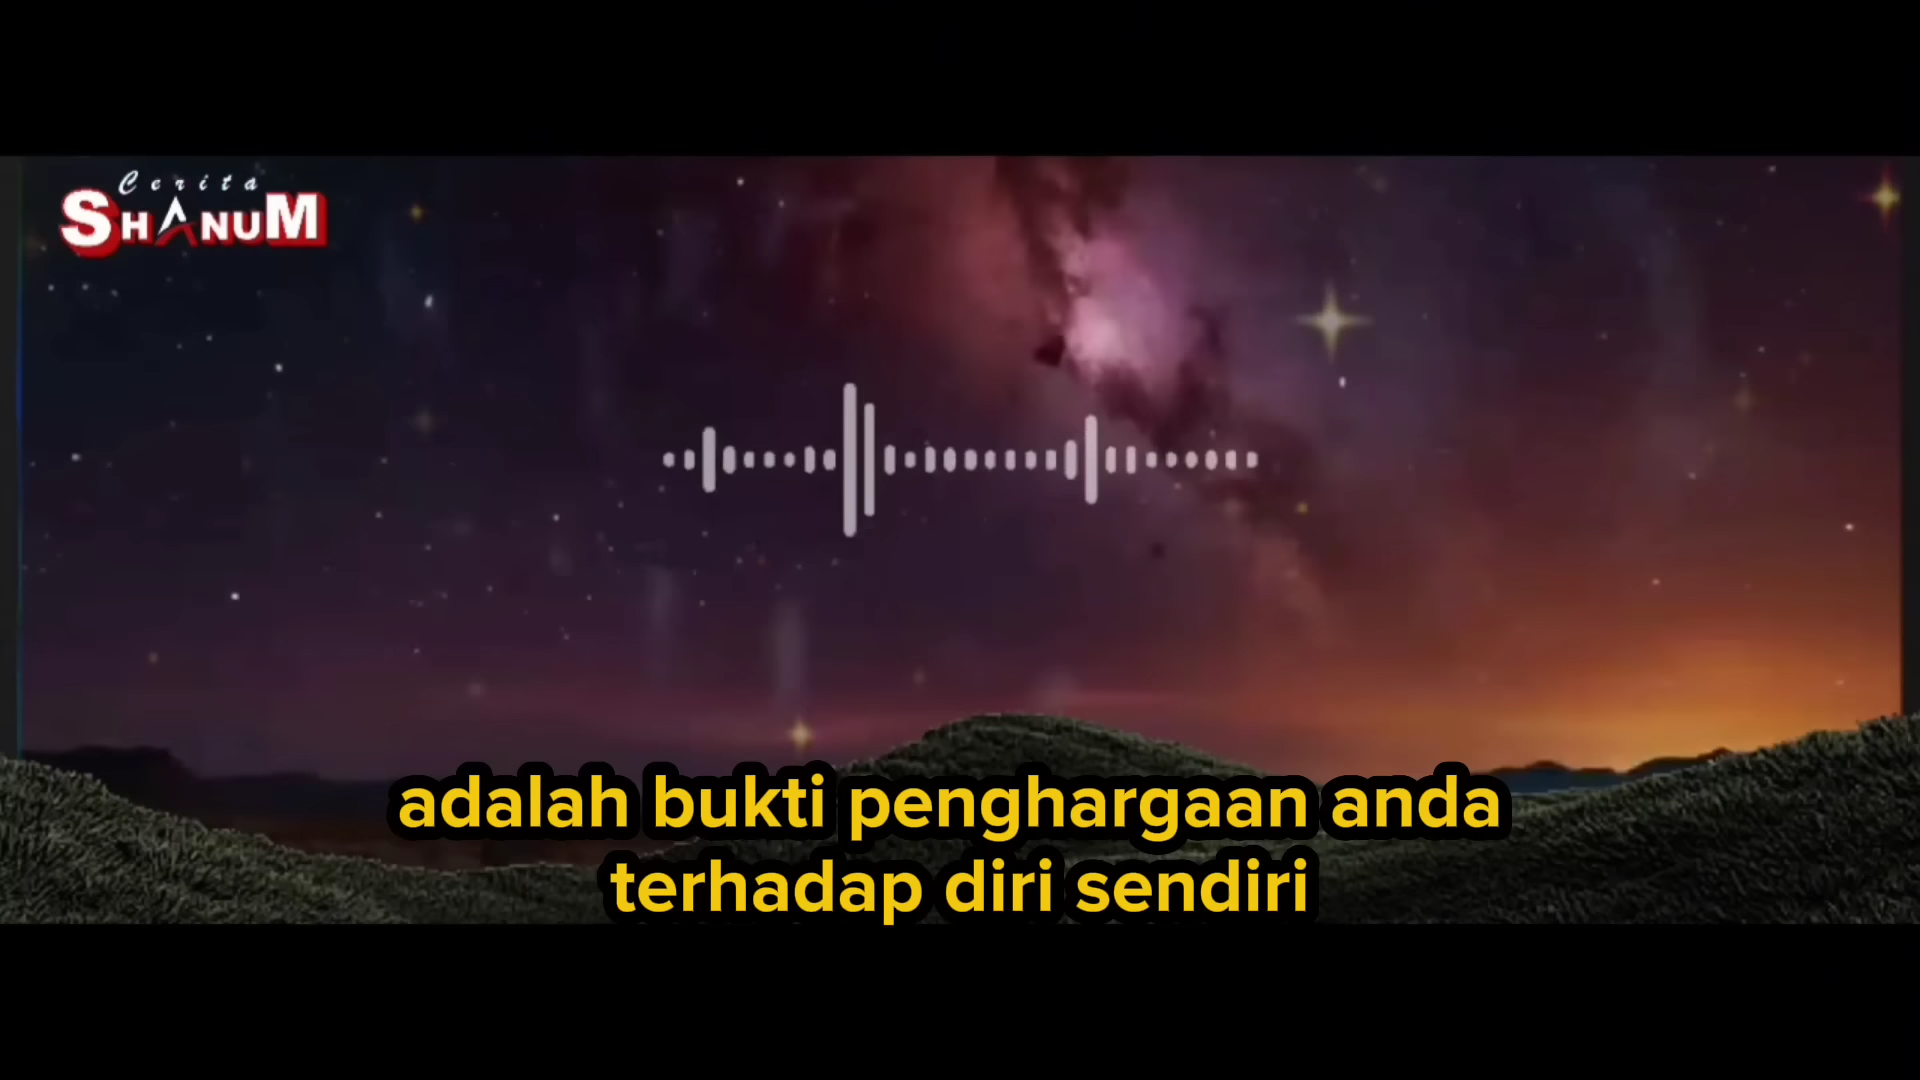 Cerita
SHANUM
adalah bukti penghargaan anda
terhadap diri sendiri